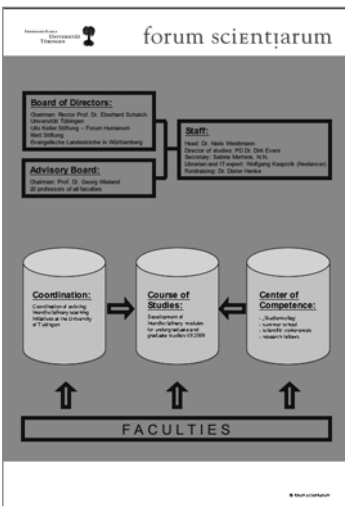 EBERHARD KARLS
UNIVERSITÄT
TÜBINGEN
forum scientiarum
Board of Directors:
Chairman: Rector Prof. Dr. Eberhard Schaich
Universität Tübingen
Udo Keller Stiftung – Forum Humanum
Klett Stiftung
Evangelische Landeskirche in Württemberg
Advisory Board:
Chairman: Prof. Dr. Georg Wieland
20 professors of all faculties
Staff:
Head: Dr. Niels Weidtmann
Director of studies: PD Dr. Dirk Evers
Secretary: Sabine Mertens, N.N.
Librarian and IT-expert: Wolfgang Kasprzik (freelancer)
Fundraising: Dr. Dieter Henke
Coordination:
Coordination of existing
interdisciplinary teaching
initiatives at the University
of Tübingen
Course of
Studies:
Development of
interdisciplinary modules
for undergraduate and
graduate studies till 2009
Center of
Competence:
- „Studienkolleg"
- summer school
- scientific conferences
- research fellows
FACULTIES
© forum scientiarum